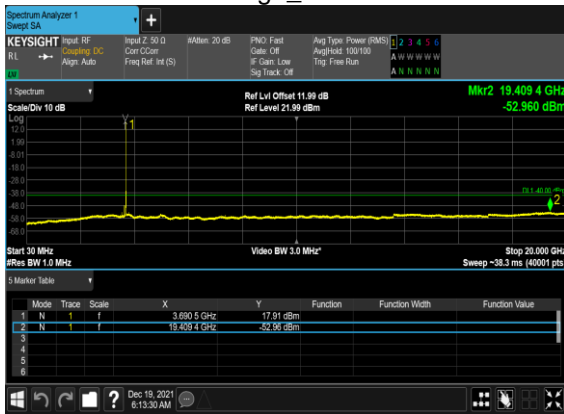 Spectrum Analyzer 1
Swept SA
+
KEYSIGHT Input: RF Input Z: 50 Ω #Atten: 20 dB PNO: Fast Avg Type: Power (RMS) 1 2 3 4 5 6
RL Coupling: DC Corr CCorr Gate: Off Avg|Hold: 100/100 A W W W W W
Align: Auto Freq Ref: Int (S) IF Gain: Low Trig: Free Run
LW Sig Track: Off A N N N N N
1 Spectrum Ref Lvl Offset 11.99 dB Mkr2 19.409 4 GHz
Scale/Div 10 dB Ref Level 21.99 dBm -52.960 dBm
Log
12.0 1
1.99
-8.01
-18.0
-28.0
-38.0 DL1 -40.00 dBm
-48.0 2
-58.0
-68.0
Start 30 MHz Video BW 3.0 MHz* Stop 20.000 GHz
#Res BW 1.0 MHz Sweep ~38.3 ms (40001 pts)
5 Marker Table
Mode Trace Scale X Y Function Function Width Function Value
1 N 1 f 3.690 5 GHz 17.91 dBm
2 N 1 f 19.409 4 GHz -52.96 dBm
3
4
5
6
? Dec 19, 2021
6:13:30 AM